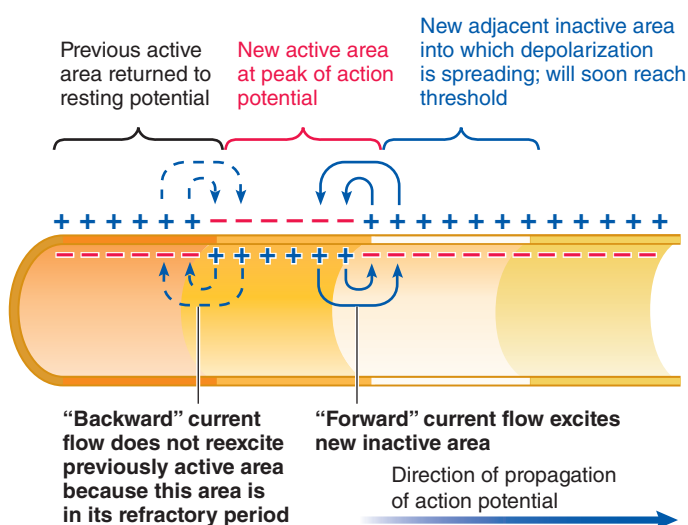 Previous active
area returned to
resting potential
New active area
at peak of action
potential
New adjacent inactive area
into which depolarization
is spreading; will soon reach
threshold
“Backward” current
flow does not reexcite
previously active area
because this area is
in its refractory period
“Forward” current flow excites
new inactive area
Direction of propagation
of action potential